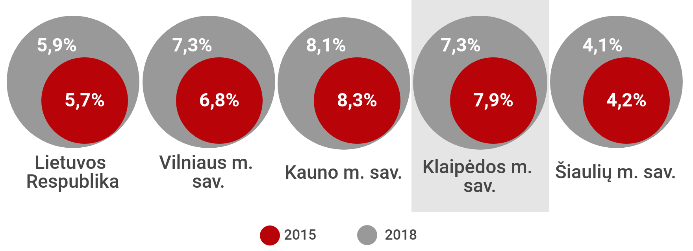 5,9%
5,7%
Lietuvos
Respublika
7,3%
6,8%
Vilniaus m.
sav.
8,1%
8,3%
Kauno m. sav.
7,3%
7,9%
Klaipėdos m.
sav.
4,1%
4,2%
Šiaulių m. sav.
2015
2018